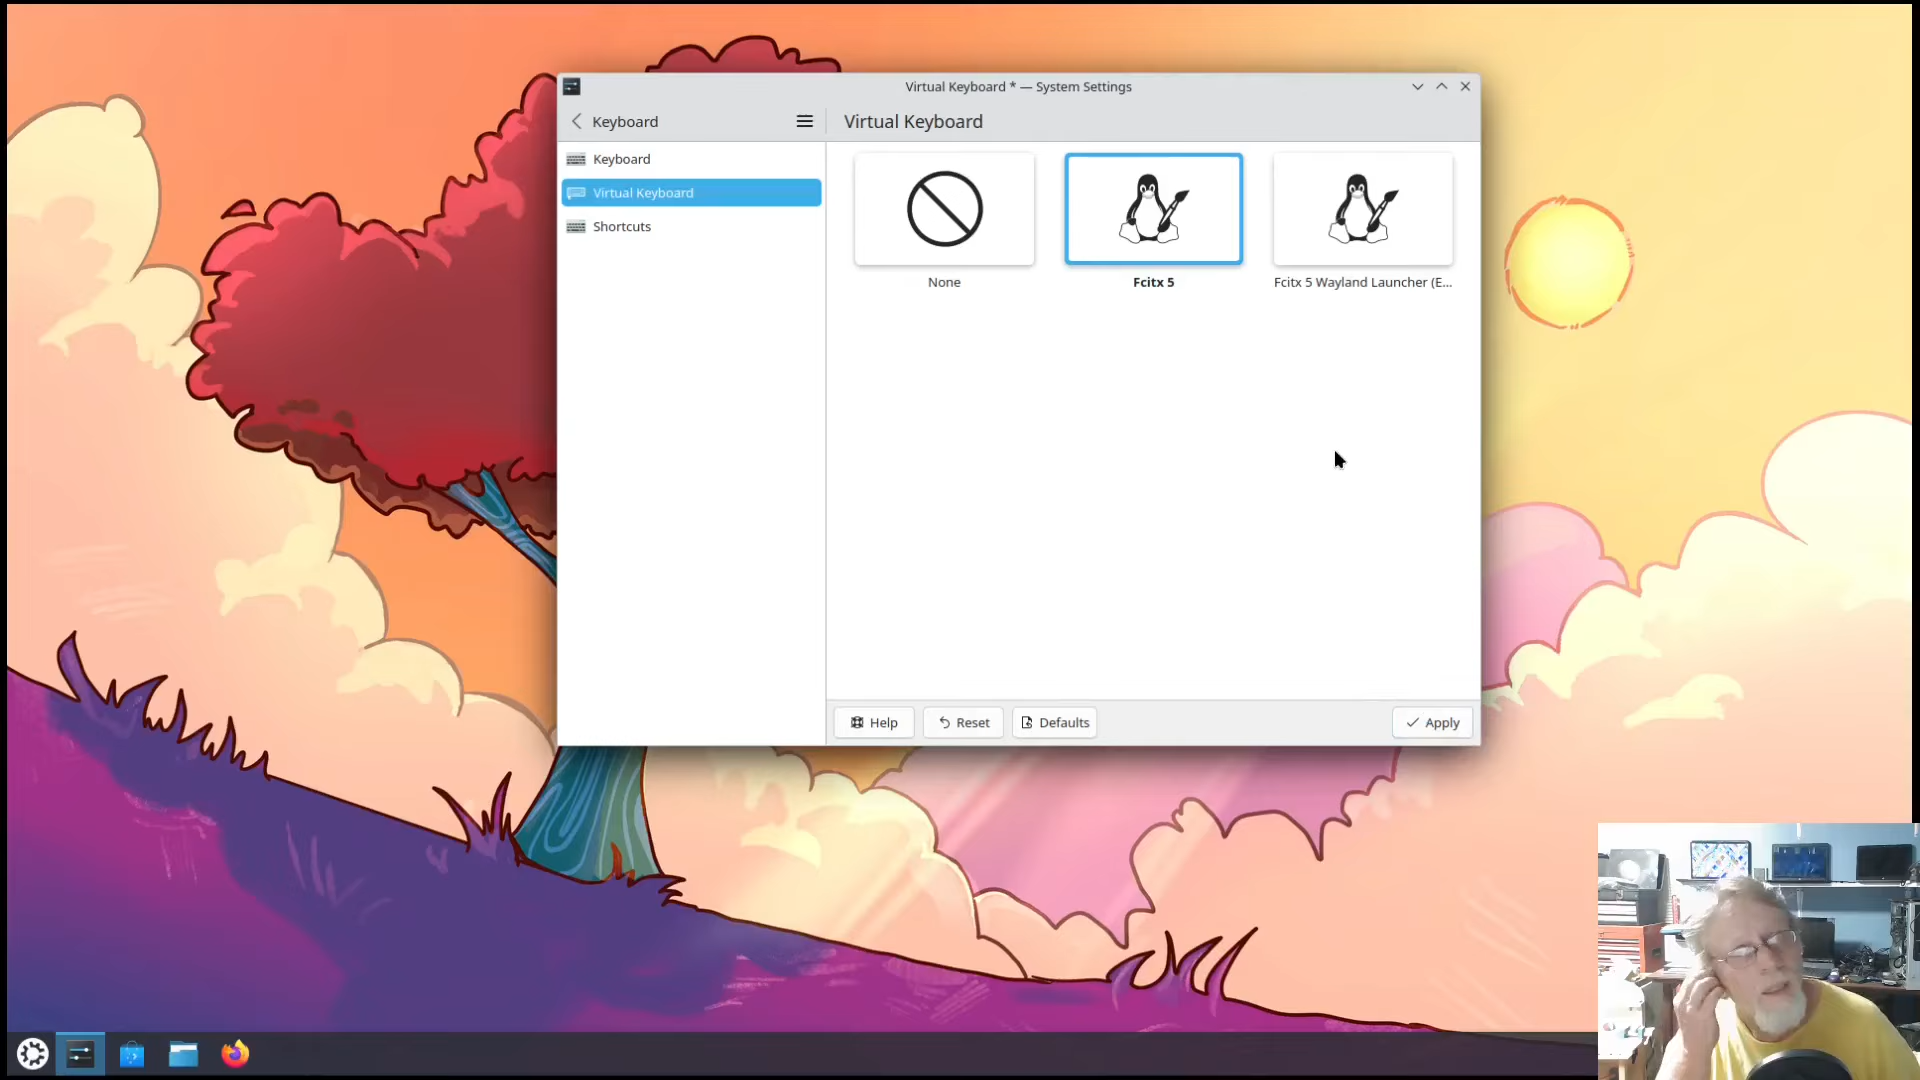 Virtual Keyboard * — System Settings
Keyboard
Virtual Keyboard
Keyboard
Virtual Keyboard
Shortcuts
None
Fcitx 5
Fcitx 5 Wayland Launcher (E...
Help
Reset
Defaults
Apply